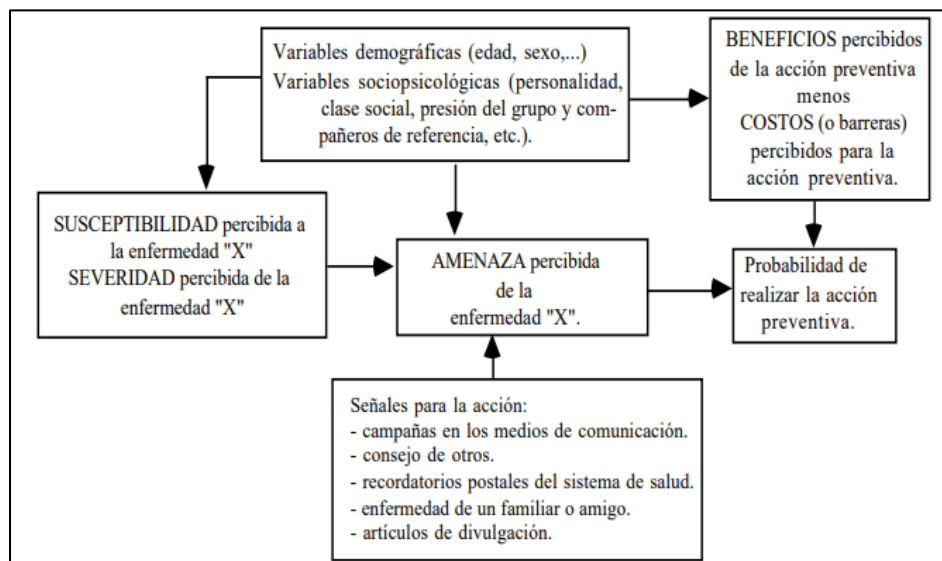 Variables demográficas (edad, sexo,...)
Variables sociopsicológicas (personalidad,
clase social, presión del grupo y com-
pañeros de referencia, etc.).
BENEFICIOS percibidos
de la acción preventiva
menos
COSTOS (o barreras)
percibidos para la
acción preventiva.
SUSCEPTIBILIDAD percibida a
la enfermedad "X"
SEVERIDAD percibida de la
enfermedad "X"
AMENAZA percibida
de la
enfermedad "X".
Probabilidad de
realizar la acción
preventiva.
Señales para la acción:
- campañas en los medios de comunicación.
- consejo de otros.
- recordatorios postales del sistema de salud.
- enfermedad de un familiar o amigo.
- artículos de divulgación.